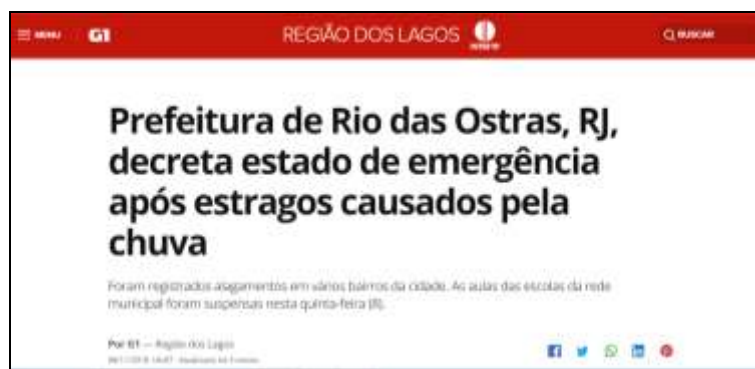 MENU G1 REGIÃO DOS LAGOS BUSCAR
Prefeitura de Rio das Ostras, RJ,
decreta estado de emergência
após estragos causados pela
chuva
Foram registrados alagamentos em vários bairros da cidade. As aulas das escolas da rede
municipal foram suspensas nesta quinta-feira (8).
Por G1 — Região dos Lagos